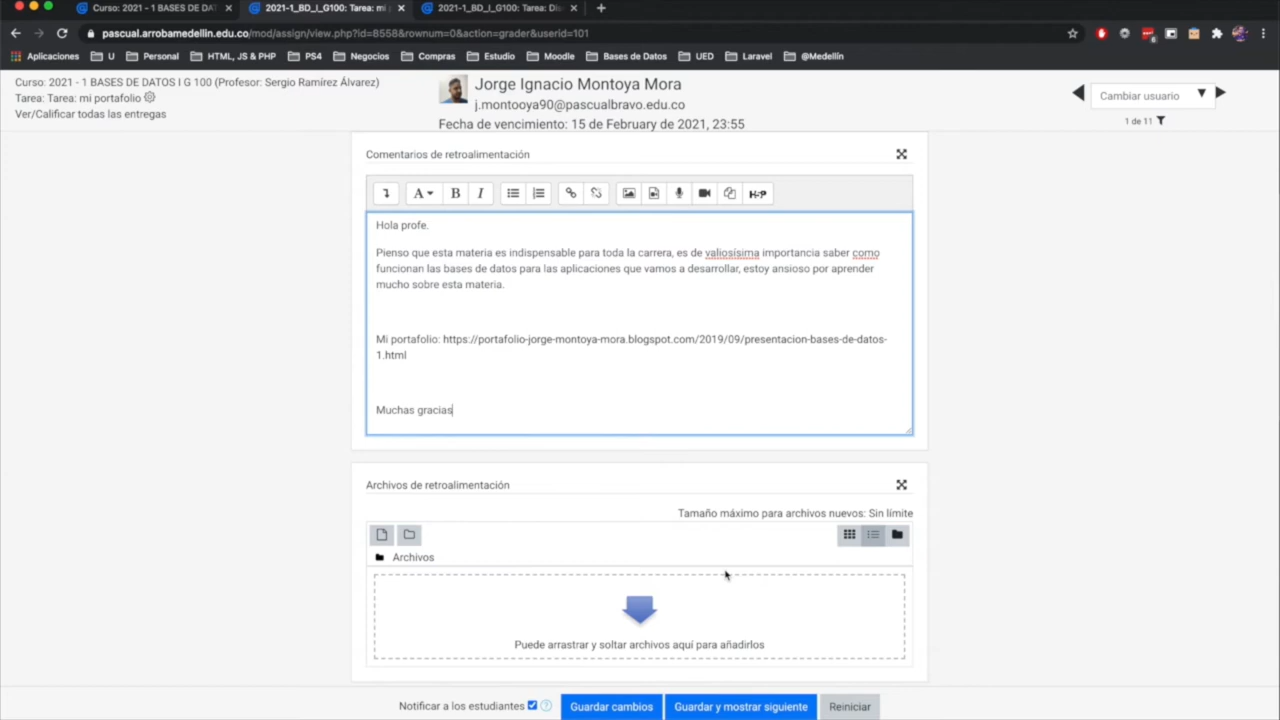 Curso: 2021-1 BASES DE DAT
2021-1_BD_I_G100: Tarea: mi
2021-1_BD_I_G100: Tarea: Di
pascual.arrobamedellin.edu.co/mod/assign/view.php?id=8558&rownum=0&action=grader&userid=101
Aplicaciones U Personal HTML, JS & PHP PS4 Negocios Moodle Compras Estudio Bases de Datos UED Laravel @Medellín
Curso: 2021 - 1 BASES DE DATOS I G 100 (Profesor: Sergio Ramírez Álvarez)
Tarea: Tarea: mi portafolio
Ver/Calificar todas las entregas
Jorge Ignacio Montoya Mora
j.montooya90@pascualbravo.edu.co
Fecha de vencimiento: 15 de February de 2021, 23:55
Cambiar usuario
1 de 11
Comentarios de retroalimentación
A B I H-P
Hola profe.
Pienso que esta materia es indispensable para toda la carrera, es de valiosísima importancia saber como
funcionan las bases de datos para las aplicaciones que vamos a desarrollar, estoy ansioso por aprender
mucho sobre esta materia.
Mi portafolio: https://portafolio-jorge-montoya-mora.blogspot.com/2019/09/presentacion-bases-de-datos-
1.html
Muchas gracias
Archivos de retroalimentación
Tamaño máximo para archivos nuevos: Sin límite
Archivos
Puede arrastrar y soltar archivos aquí para añadirlos
Notificar a los estudiantes Guardar cambios Guardar y mostrar siguiente Reiniciar